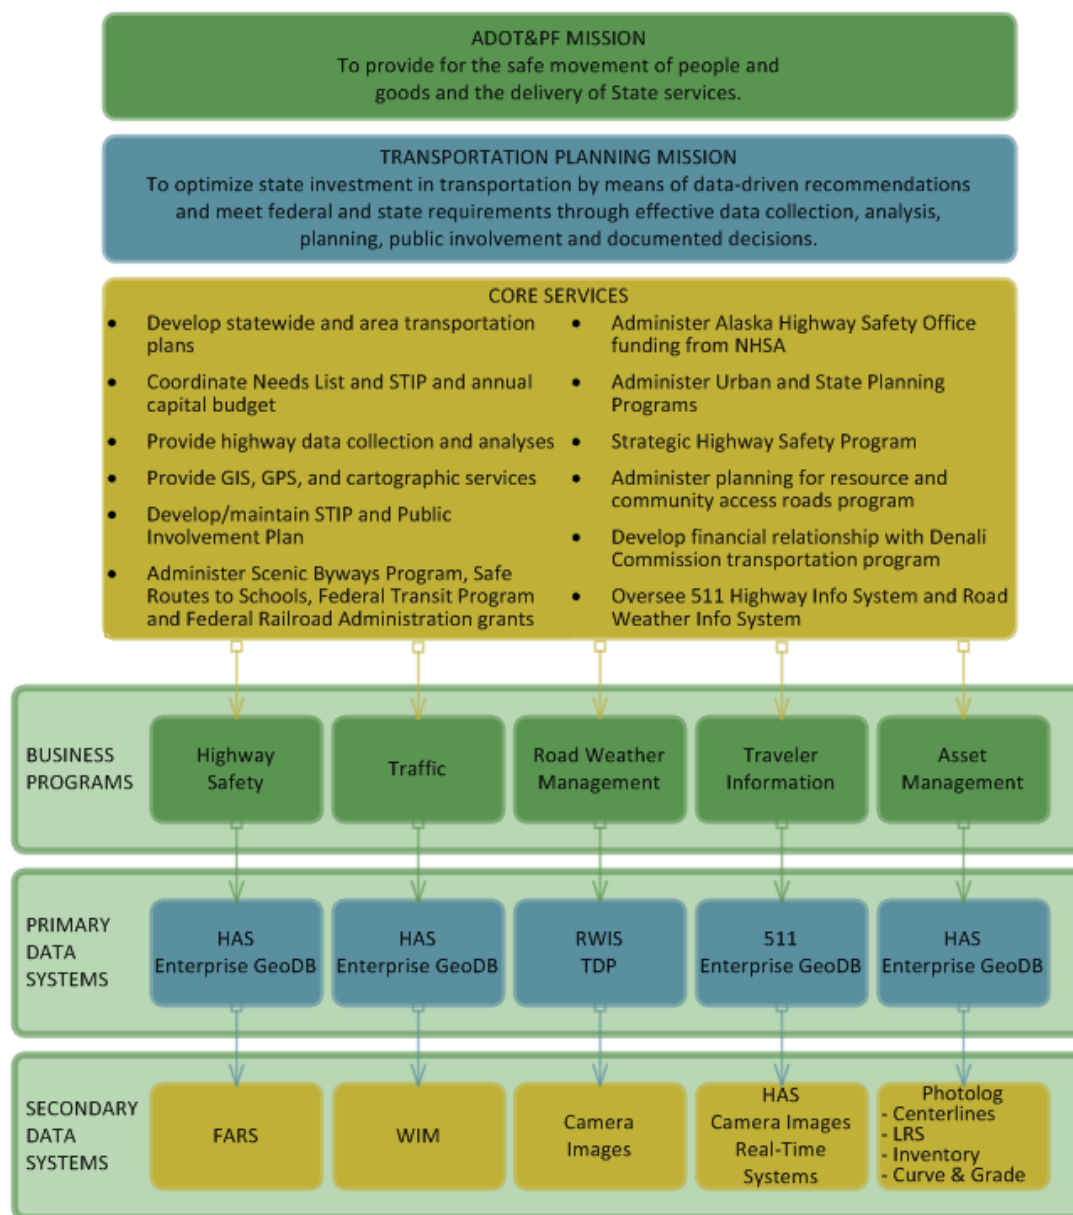 ADOT&PF MISSION
To provide for the safe movement of people and
goods and the delivery of State services.
TRANSPORTATION PLANNING MISSION
To optimize state investment in transportation by means of data-driven recommendations
and meet federal and state requirements through effective data collection, analysis,
planning, public involvement and documented decisions.
CORE SERVICES
• Develop statewide and area transportation
plans
• Coordinate Needs List and STIP and annual
capital budget
• Provide highway data collection and analyses
• Provide GIS, GPS, and cartographic services
• Develop/maintain STIP and Public
Involvement Plan
• Administer Scenic Byways Program, Safe
Routes to Schools, Federal Transit Program
and Federal Railroad Administration grants
• Administer Alaska Highway Safety Office
funding from NHSA
• Administer Urban and State Planning
Programs
• Strategic Highway Safety Program
• Administer planning for resource and
community access roads program
• Develop financial relationship with Denali
Commission transportation program
• Oversee 511 Highway Info System and Road
Weather Info System
BUSINESS
PROGRAMS
Highway
Safety
Traffic
Road Weather
Management
Traveler
Information
Asset
Management
PRIMARY
DATA
SYSTEMS
HAS
Enterprise GeoDB
HAS
Enterprise GeoDB
RWIS
TDP
511
Enterprise GeoDB
HAS
Enterprise GeoDB
SECONDARY
DATA
SYSTEMS
FARS
WIM
Camera
Images
HAS
Camera Images
Real-Time
Systems
Photolog
- Centerlines
- LRS
- Inventory
- Curve & Grade